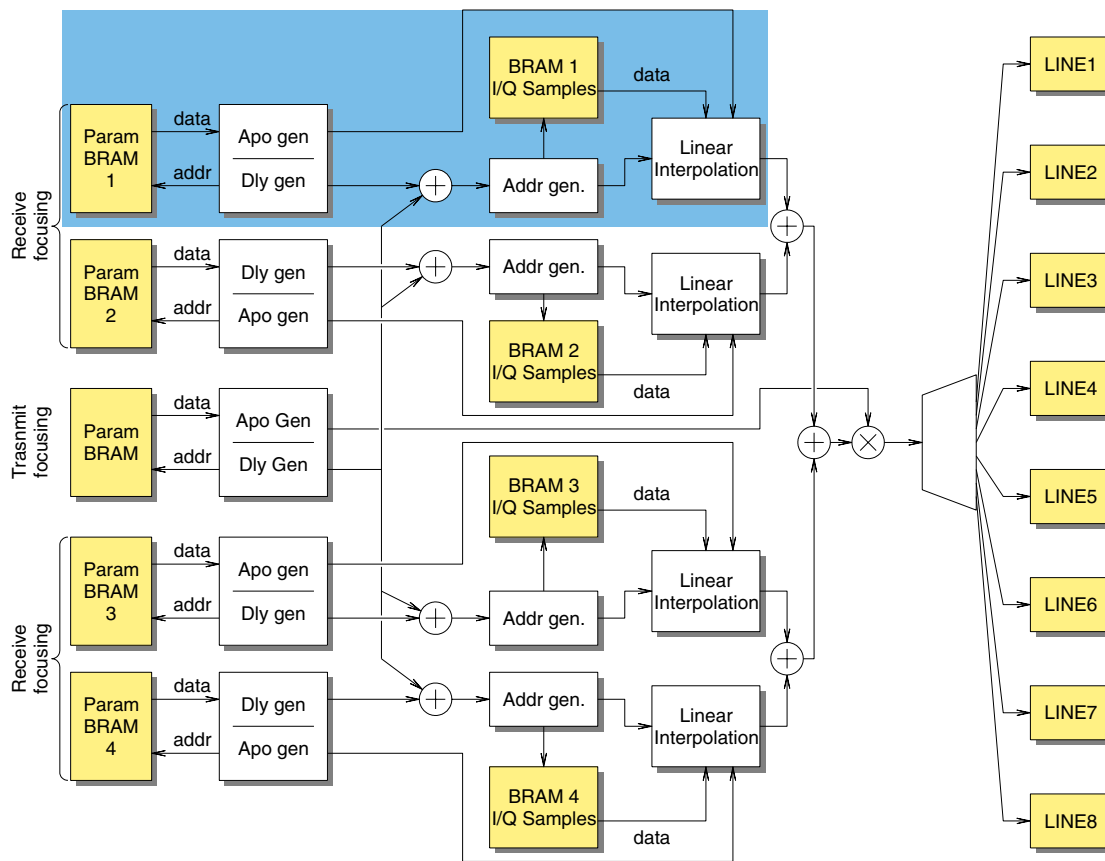 Receive
focusing
Param
BRAM
1
data
addr
Apo gen
Dly gen
BRAM 1
I/Q Samples
data
Addr gen.
Linear
Interpolation
Param
BRAM
2
data
addr
Dly gen
Apo gen
Addr gen.
BRAM 2
I/Q Samples
data
Linear
Interpolation
Trasnmit
focusing
Param
BRAM
data
addr
Apo Gen
Dly Gen
Receive
focusing
Param
BRAM
3
data
addr
Apo gen
Dly gen
BRAM 3
I/Q Samples
data
Addr gen.
Linear
Interpolation
Param
BRAM
4
data
addr
Dly gen
Apo gen
Addr gen.
BRAM 4
I/Q Samples
data
Linear
Interpolation
LINE1
LINE2
LINE3
LINE4
LINE5
LINE6
LINE7
LINE8